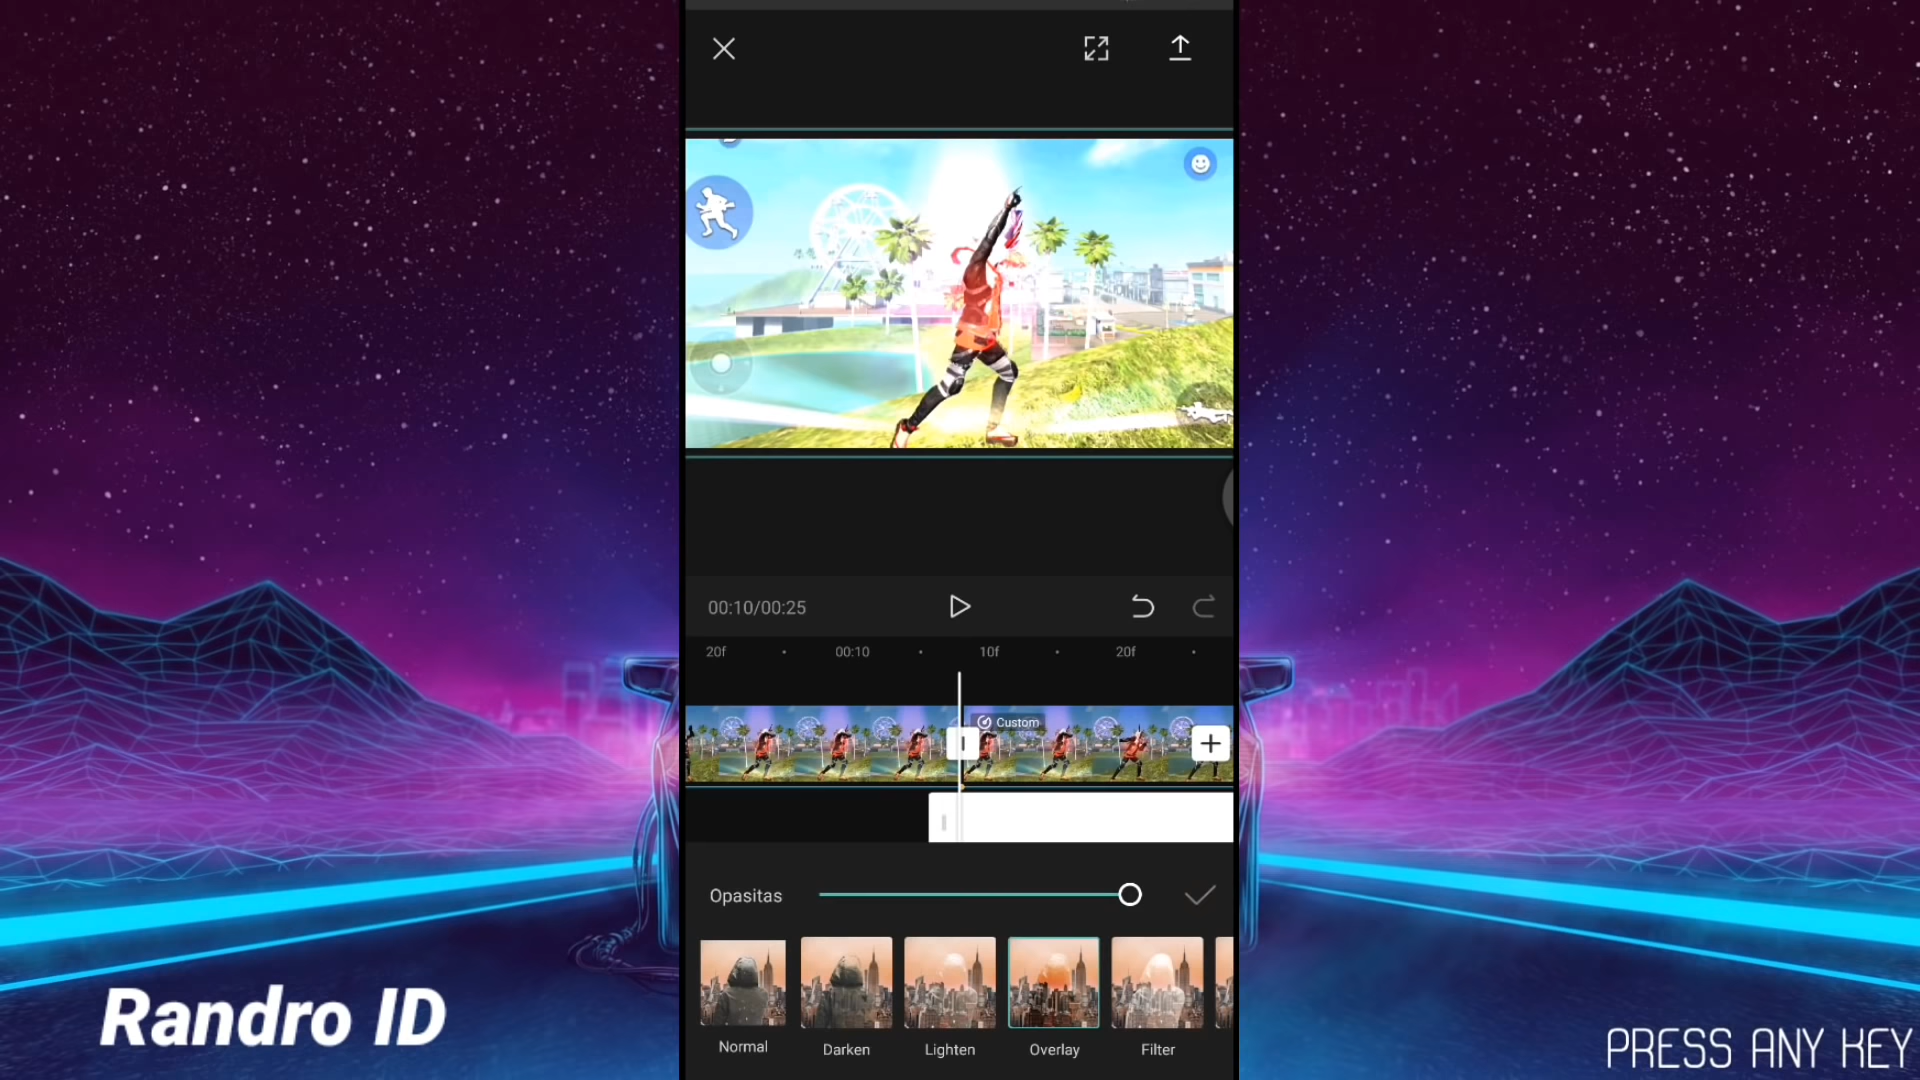 00:10/00:25
20f
00:10
10f
20f
Custom
Opasitas
Normal
Darken
Lighten
Overlay
Filter
Randro ID
PRESS ANY KEY